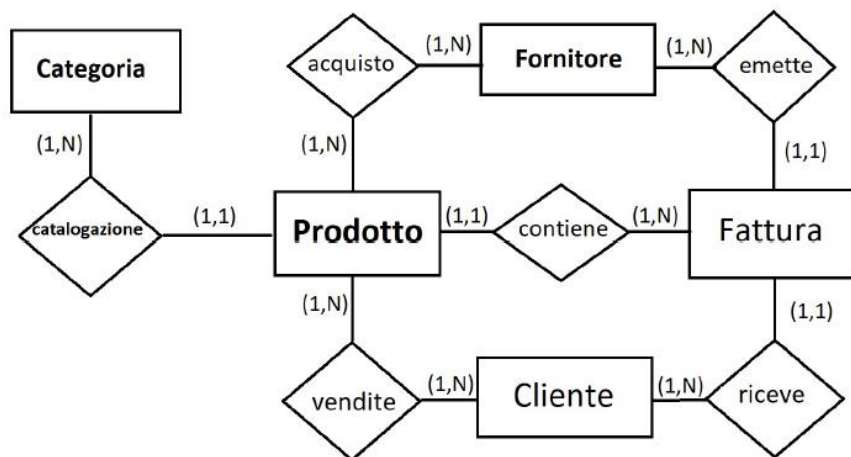 (1,N) Fornitore (1,N)
acquisto emette
Categoria
(1,N) (1,N) (1,1)
catalogazione (1,1) Prodotto (1,1) contiene (1,N) Fattura
(1,N) (1,1)
(1,N) Cliente (1,N)
vendite riceve